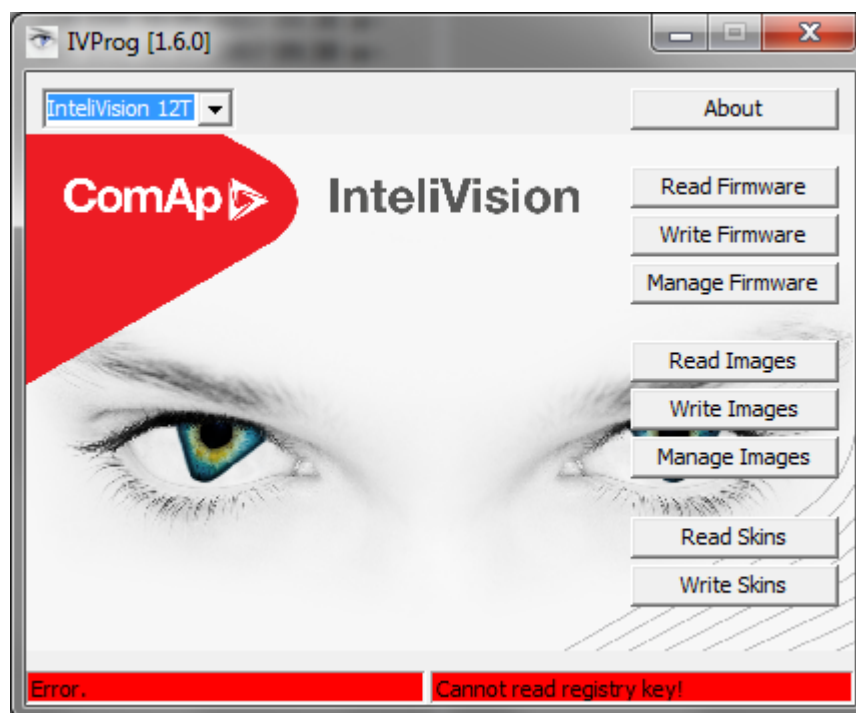 IVProg [1.6.0]
InteliVision 12T
About
ComAp InteliVision
Read Firmware
Write Firmware
Manage Firmware
Read Images
Write Images
Manage Images
Read Skins
Write Skins
Error. Cannot read registry key!